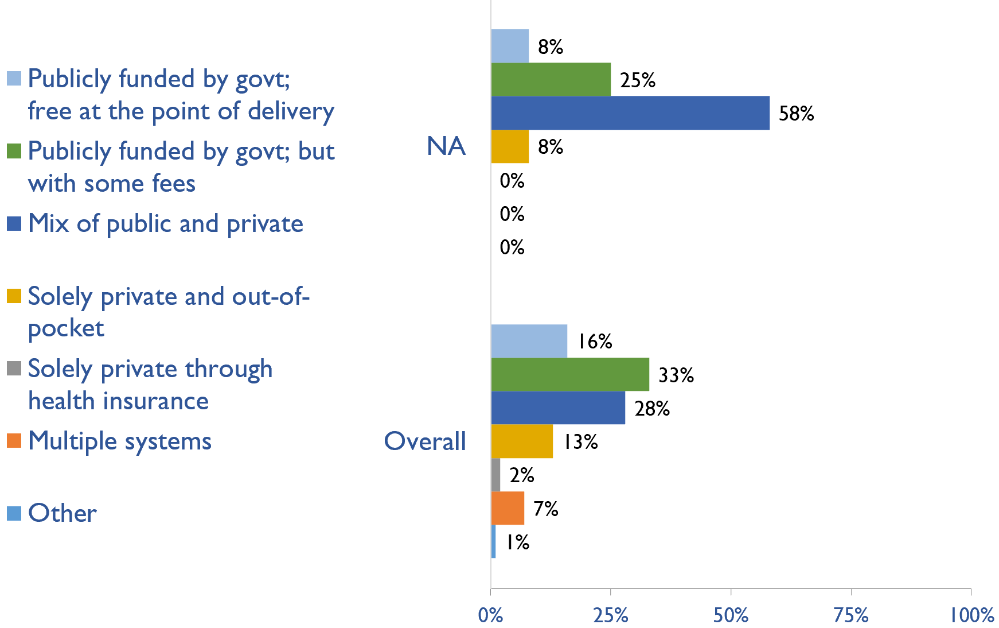 Publicly funded by govt;
free at the point of delivery
Publicly funded by govt; but
with some fees
Mix of public and private
Solely private and out-of-
pocket
Solely private through
health insurance
Multiple systems
Other
NA
8%
25%
58%
8%
0%
0%
0%
Overall
16%
33%
28%
13%
2%
7%
1%
0% 25% 50% 75% 100%